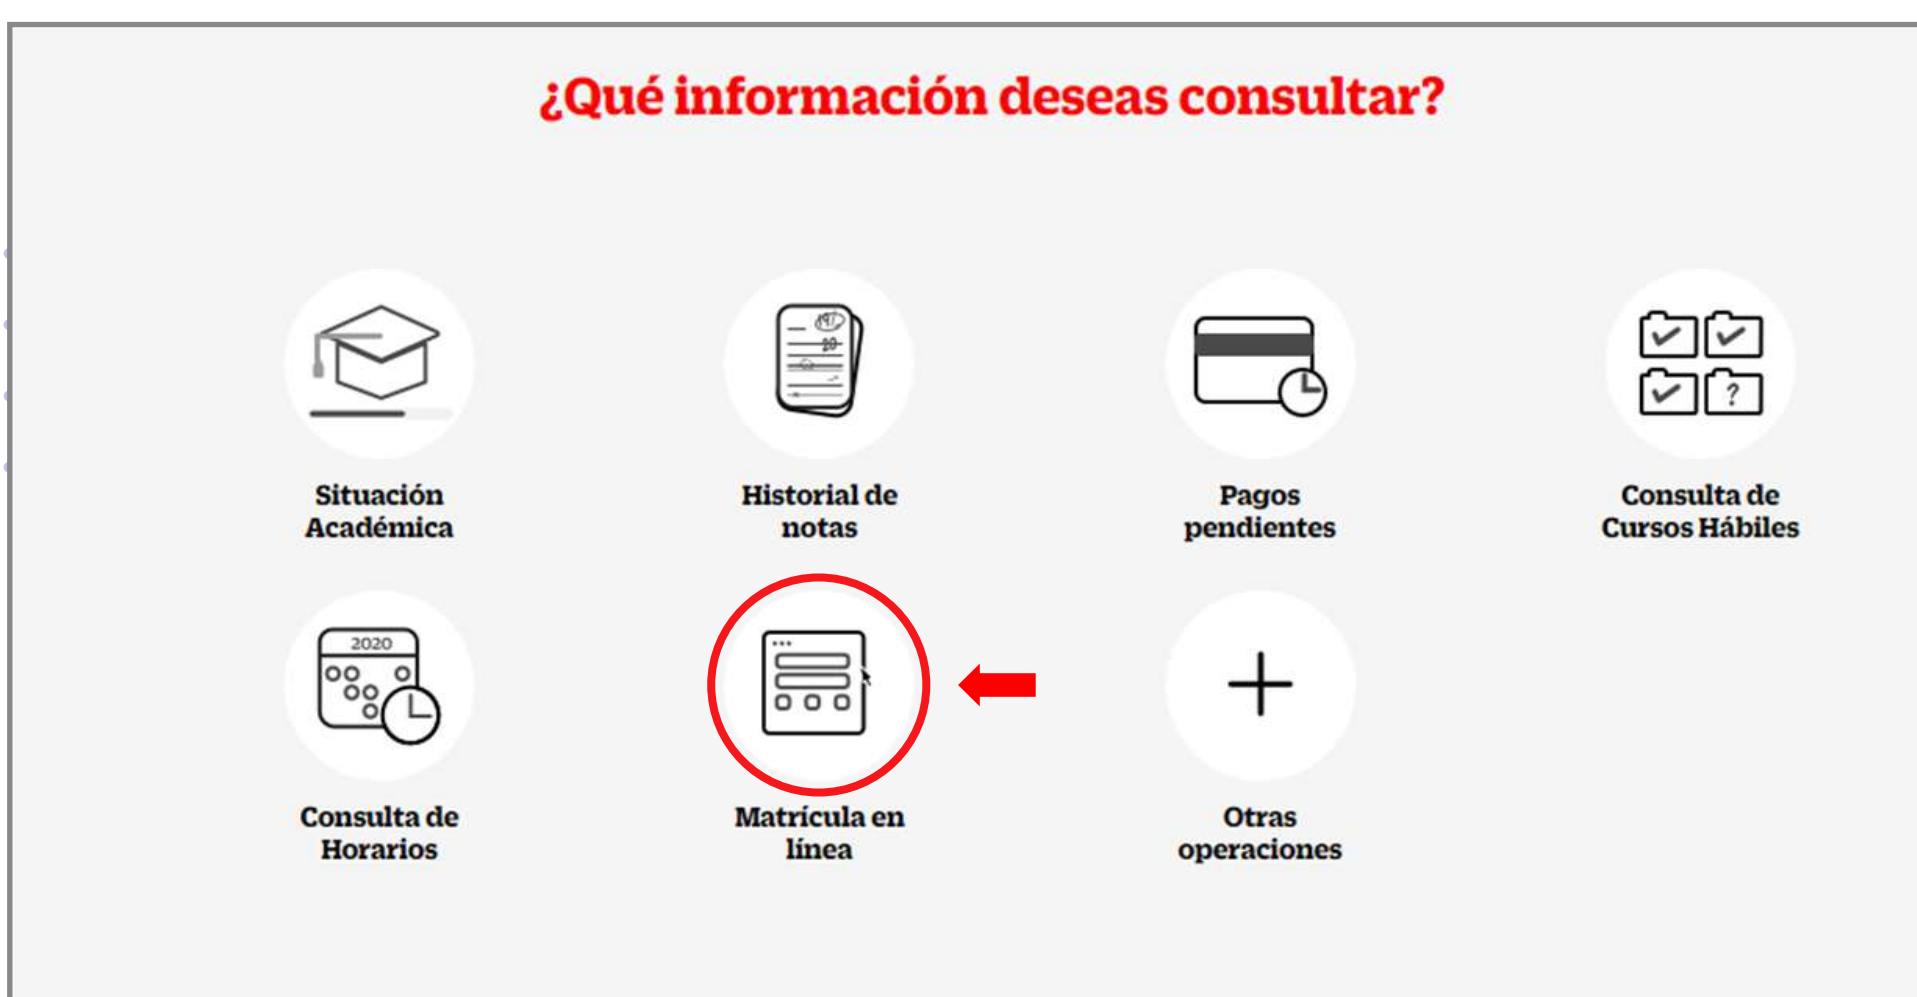 ¿Qué información deseas consultar?
Situación
Académica
Historial de
notas
Pagos
pendientes
Consulta de
Cursos Hábiles
2020
Consulta de
Horarios
Matrícula en
línea
Otras
operaciones